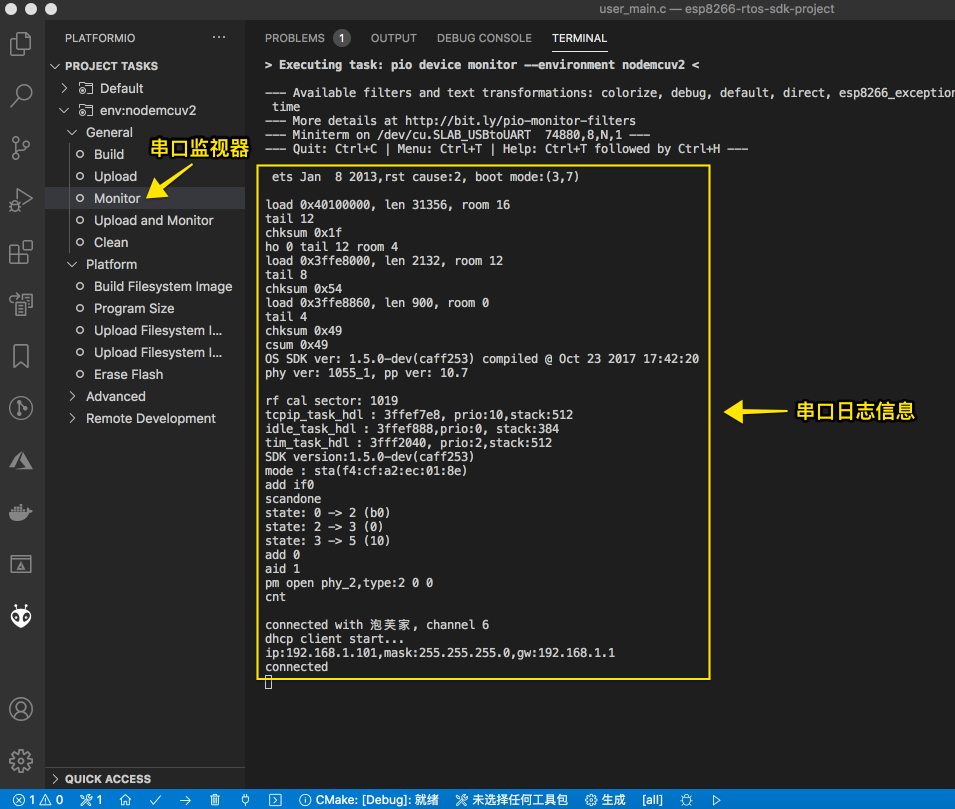 user_main.c — esp8266-rtos-sdk-project
PLATFORMIO
PROJECT TASKS
Default
env:nodemcuv2
General
Build
Upload
Monitor
Upload and Monitor
Clean
Platform
Build Filesystem Image
Program Size
Upload Filesystem I...
Upload Filesystem I...
Erase Flash
Advanced
Remote Development
QUICK ACCESS
串口监视器
PROBLEMS 1 OUTPUT DEBUG CONSOLE TERMINAL
> Executing task: pio device monitor --environment nodemcuv2 <
--- Available filters and text transformations: colorize, debug, default, direct, esp8266_exception
time
--- More details at http://bit.ly/pio-monitor-filters
--- Miniterm on /dev/cu.SLAB_USBtoUART  74880,8,N,1 ---
--- Quit: Ctrl+C | Menu: Ctrl+T | Help: Ctrl+T followed by Ctrl+H ---
ets Jan  8 2013,rst cause:2, boot mode:(3,7)
load 0x40100000, len 31356, room 16
tail 12
chksum 0x1f
ho 0 tail 12 room 4
load 0x3ffe8000, len 2132, room 12
tail 8
chksum 0x54
load 0x3ffe8860, len 900, room 0
tail 4
chksum 0x49
csum 0x49
OS SDK ver: 1.5.0-dev(caff253) compiled @ Oct 23 2017 17:42:20
phy ver: 1055_1, pp ver: 10.7
rf cal sector: 1019
tcpip_task_hdl : 3ffef7e8, prio:10,stack:512
idle_task_hdl : 3ffef888,prio:0, stack:384
tim_task_hdl : 3fff2040, prio:2,stack:512
SDK version:1.5.0-dev(caff253)
mode : sta(f4:cf:a2:ec:01:8e)
add if0
scandone
state: 0 -> 2 (b0)
state: 2 -> 3 (0)
state: 3 -> 5 (10)
add 0
aid 1
pm open phy_2,type:2 0 0
cnt
connected with 泡芙家, channel 6
dhcp client start...
ip:192.168.1.101,mask:255.255.255.0,gw:192.168.1.1
connected
串口日志信息
1 0 1 CMake: [Debug]: 就绪 未选择任何工具包 生成 [all]